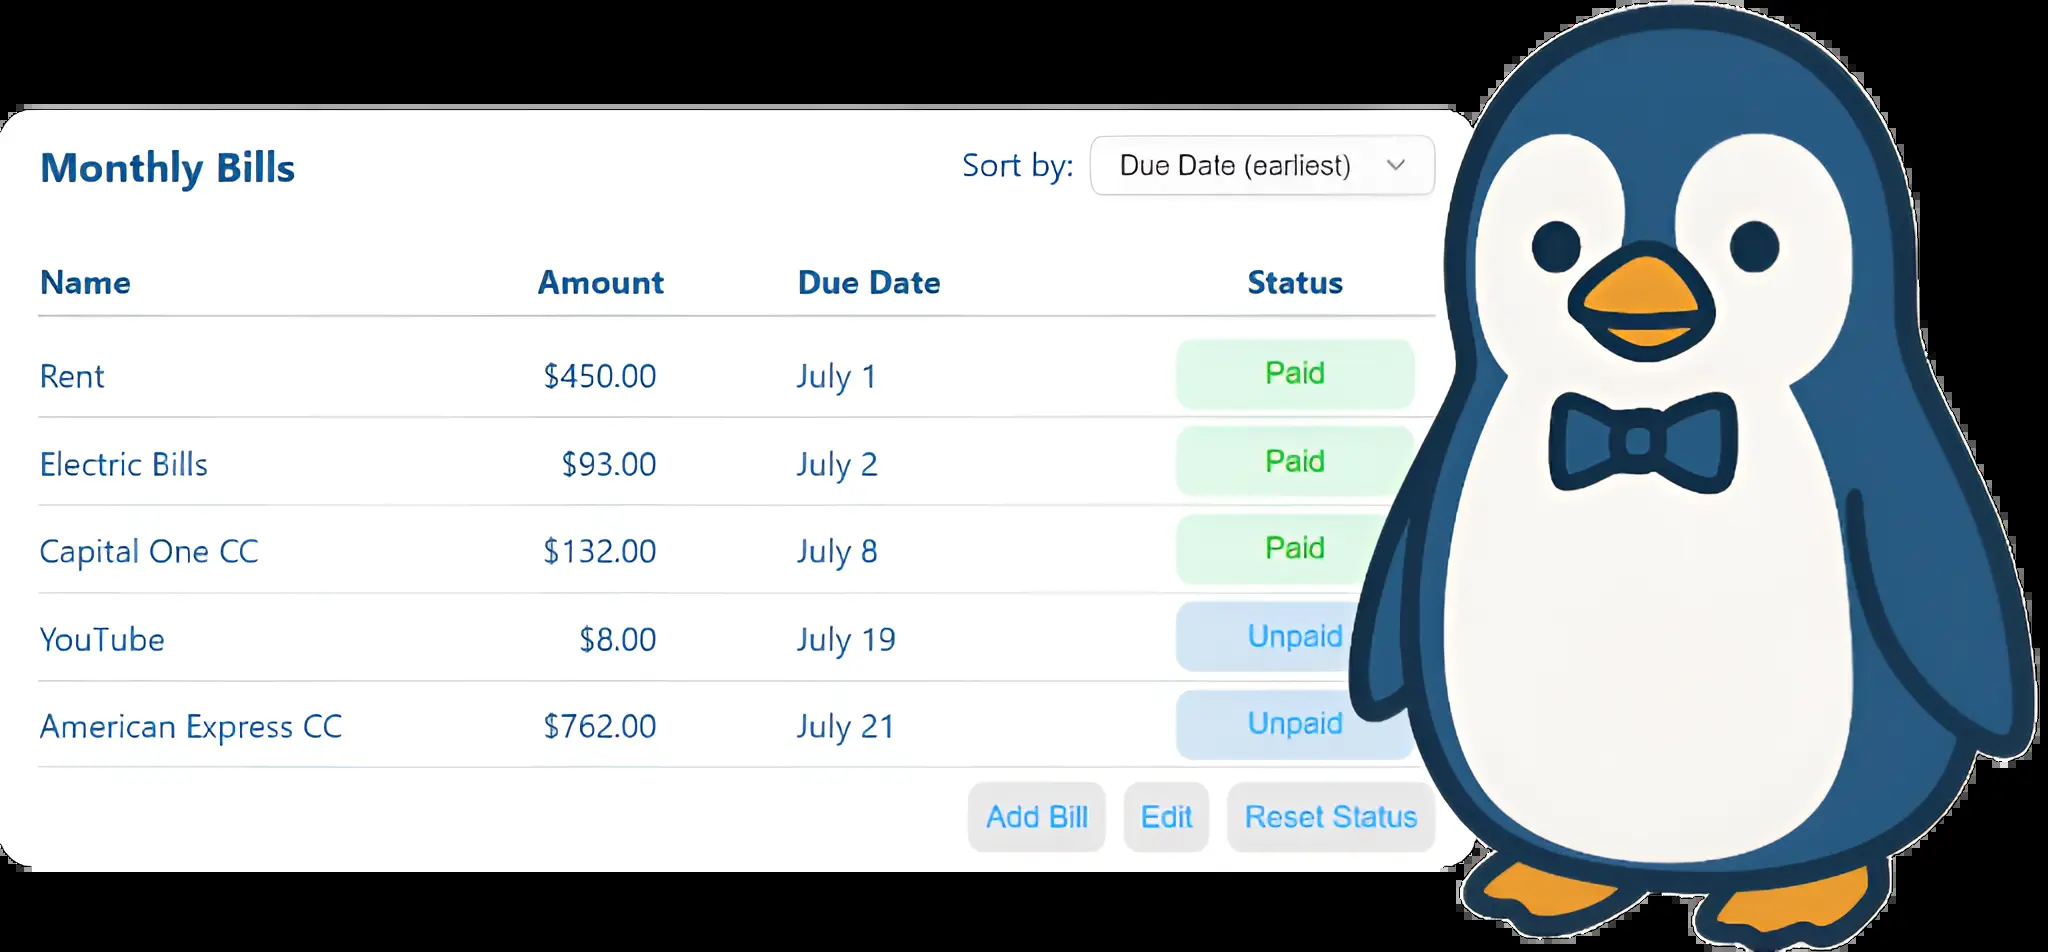 Monthly Bills
Sort by: Due Date (earliest)
Name Amount Due Date Status
Rent $450.00 July 1 Paid
Electric Bills $93.00 July 2 Paid
Capital One CC $132.00 July 8 Paid
YouTube $8.00 July 19 Unpaid
American Express CC $762.00 July 21 Unpaid
Add Bill Edit Reset Status